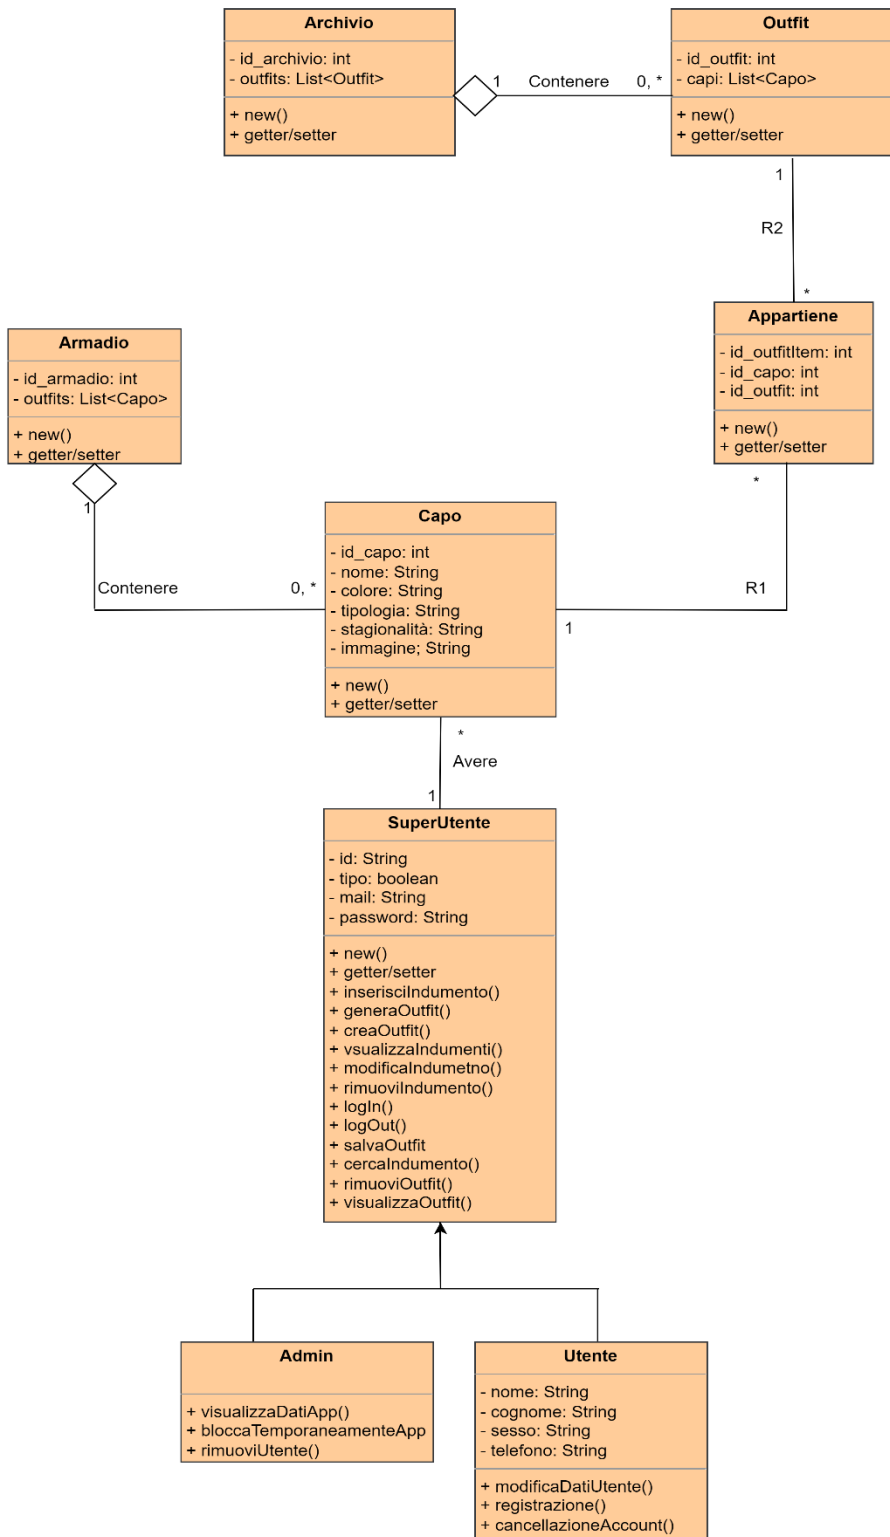 Archivio
- id_archivio: int
- outfits: List<Outfit>
+ new()
+ getter/setter
1
Contenere
0, *
Outfit
- id_outfit: int
- capi: List<Capo>
+ new()
+ getter/setter
1
R2
*
Appartiene
- id_outfitItem: int
- id_capo: int
- id_outfit: int
+ new()
+ getter/setter
*
R1
1
Armadio
- id_armadio: int
- outfits: List<Capo>
+ new()
+ getter/setter
1
Contenere
0, *
Capo
- id_capo: int
- nome: String
- colore: String
- tipologia: String
- stagionalità: String
- immagine; String
+ new()
+ getter/setter
*
Avere
1
SuperUtente
- id: String
- tipo: boolean
- mail: String
- password: String
+ new()
+ getter/setter
+ inserisciIndumento()
+ generaOutfit()
+ creaOutfit()
+ vsualizzaIndumenti()
+ modificaIndumetno()
+ rimuoviIndumento()
+ logIn()
+ logOut()
+ salvaOutfit
+ cercaIndumento()
+ rimuoviOutfit()
+ visualizzaOutfit()
Admin
+ visualizzaDatiApp()
+ bloccaTemporaneamenteApp
+ rimuoviUtente()
Utente
- nome: String
- cognome: String
- sesso: String
- telefono: String
+ modificaDatiUtente()
+ registrazione()
+ cancellazioneAccount()